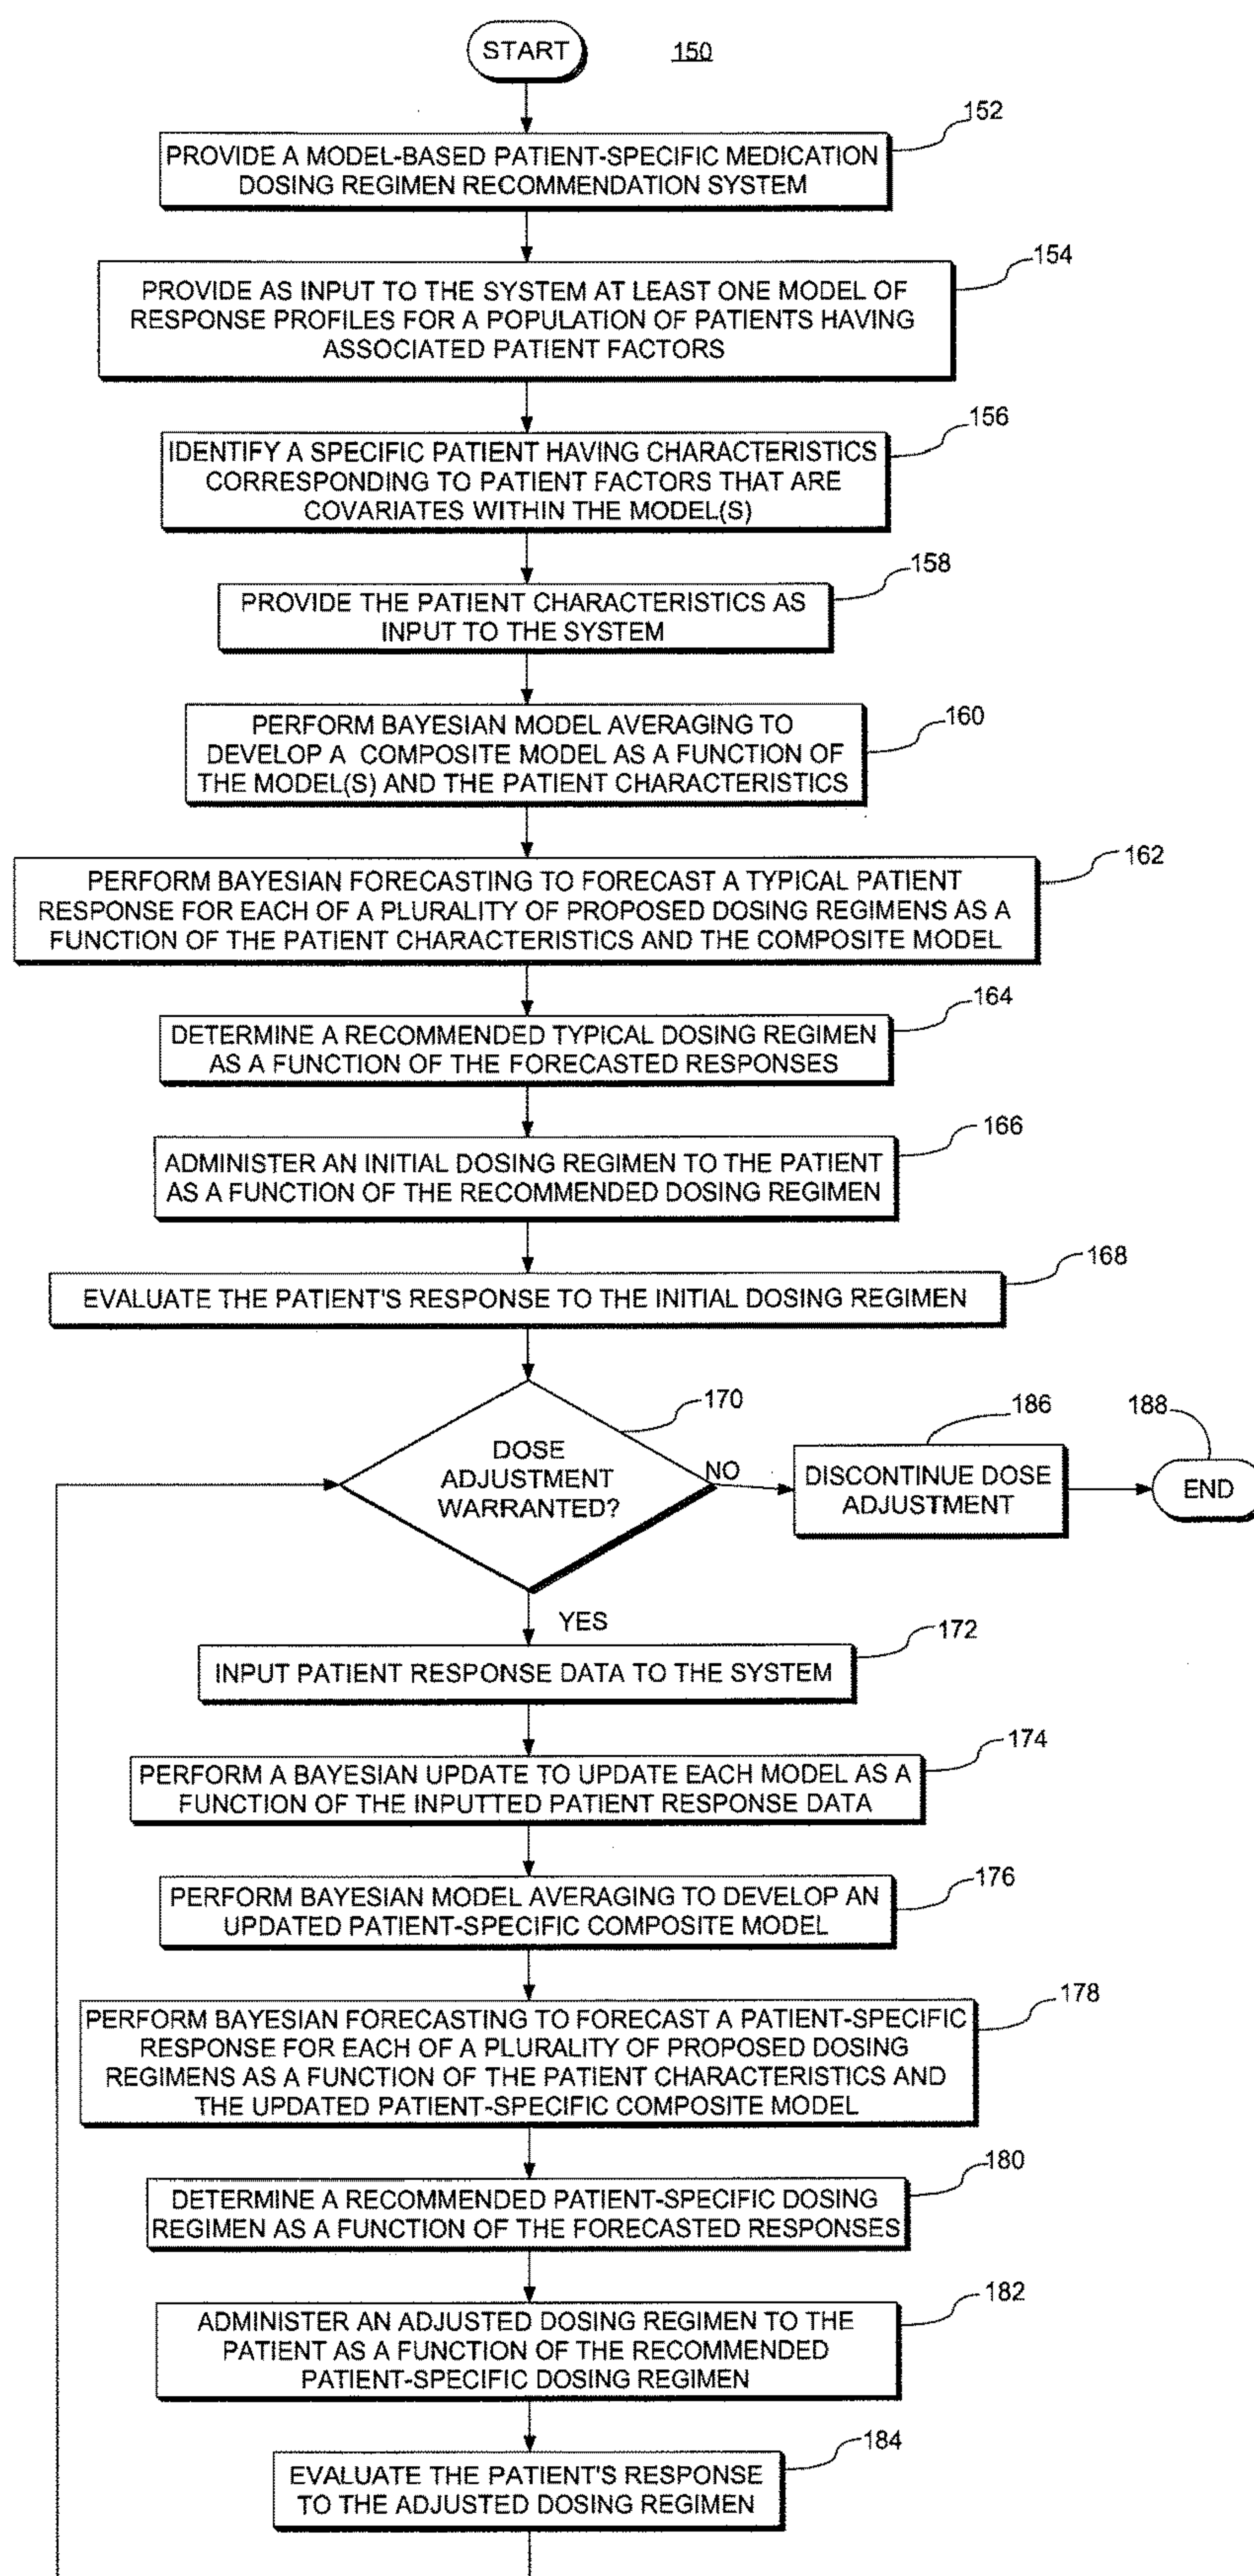 START
150
152
PROVIDE A MODEL-BASED PATIENT-SPECIFIC MEDICATION
DOSING REGIMEN RECOMMENDATION SYSTEM
154
PROVIDE AS INPUT TO THE SYSTEM AT LEAST ONE MODEL OF
RESPONSE PROFILES FOR A POPULATION OF PATIENTS HAVING
ASSOCIATED PATIENT FACTORS
156
IDENTIFY A SPECIFIC PATIENT HAVING CHARACTERISTICS
CORRESPONDING TO PATIENT FACTORS THAT ARE
COVARIATES WITHIN THE MODEL(S)
158
PROVIDE THE PATIENT CHARACTERISTICS AS
INPUT TO THE SYSTEM
160
PERFORM BAYESIAN MODEL AVERAGING TO
DEVELOP A COMPOSITE MODEL AS A FUNCTION OF
THE MODEL(S) AND THE PATIENT CHARACTERISTICS
162
PERFORM BAYESIAN FORECASTING TO FORECAST A TYPICAL PATIENT
RESPONSE FOR EACH OF A PLURALITY OF PROPOSED DOSING REGIMENS AS A
FUNCTION OF THE PATIENT CHARACTERISTICS AND THE COMPOSITE MODEL
164
DETERMINE A RECOMMENDED TYPICAL DOSING REGIMEN
AS A FUNCTION OF THE FORECASTED RESPONSES
166
ADMINISTER AN INITIAL DOSING REGIMEN TO THE PATIENT
AS A FUNCTION OF THE RECOMMENDED DOSING REGIMEN
168
EVALUATE THE PATIENT'S RESPONSE TO THE INITIAL DOSING REGIMEN
170
DOSE
ADJUSTMENT
WARRANTED?
NO
186
DISCONTINUE DOSE
ADJUSTMENT
188
END
YES
172
INPUT PATIENT RESPONSE DATA TO THE SYSTEM
174
PERFORM A BAYESIAN UPDATE TO UPDATE EACH MODEL AS A
FUNCTION OF THE INPUTTED PATIENT RESPONSE DATA
176
PERFORM BAYESIAN MODEL AVERAGING TO DEVELOP AN
UPDATED PATIENT-SPECIFIC COMPOSITE MODEL
178
PERFORM BAYESIAN FORECASTING TO FORECAST A PATIENT-SPECIFIC
RESPONSE FOR EACH OF A PLURALITY OF PROPOSED DOSING
REGIMENS AS A FUNCTION OF THE PATIENT CHARACTERISTICS AND
THE UPDATED PATIENT-SPECIFIC COMPOSITE MODEL
180
DETERMINE A RECOMMENDED PATIENT-SPECIFIC DOSING
REGIMEN AS A FUNCTION OF THE FORECASTED RESPONSES
182
ADMINISTER AN ADJUSTED DOSING REGIMEN TO THE
PATIENT AS A FUNCTION OF THE RECOMMENDED
PATIENT-SPECIFIC DOSING REGIMEN
184
EVALUATE THE PATIENT'S RESPONSE
TO THE ADJUSTED DOSING REGIMEN